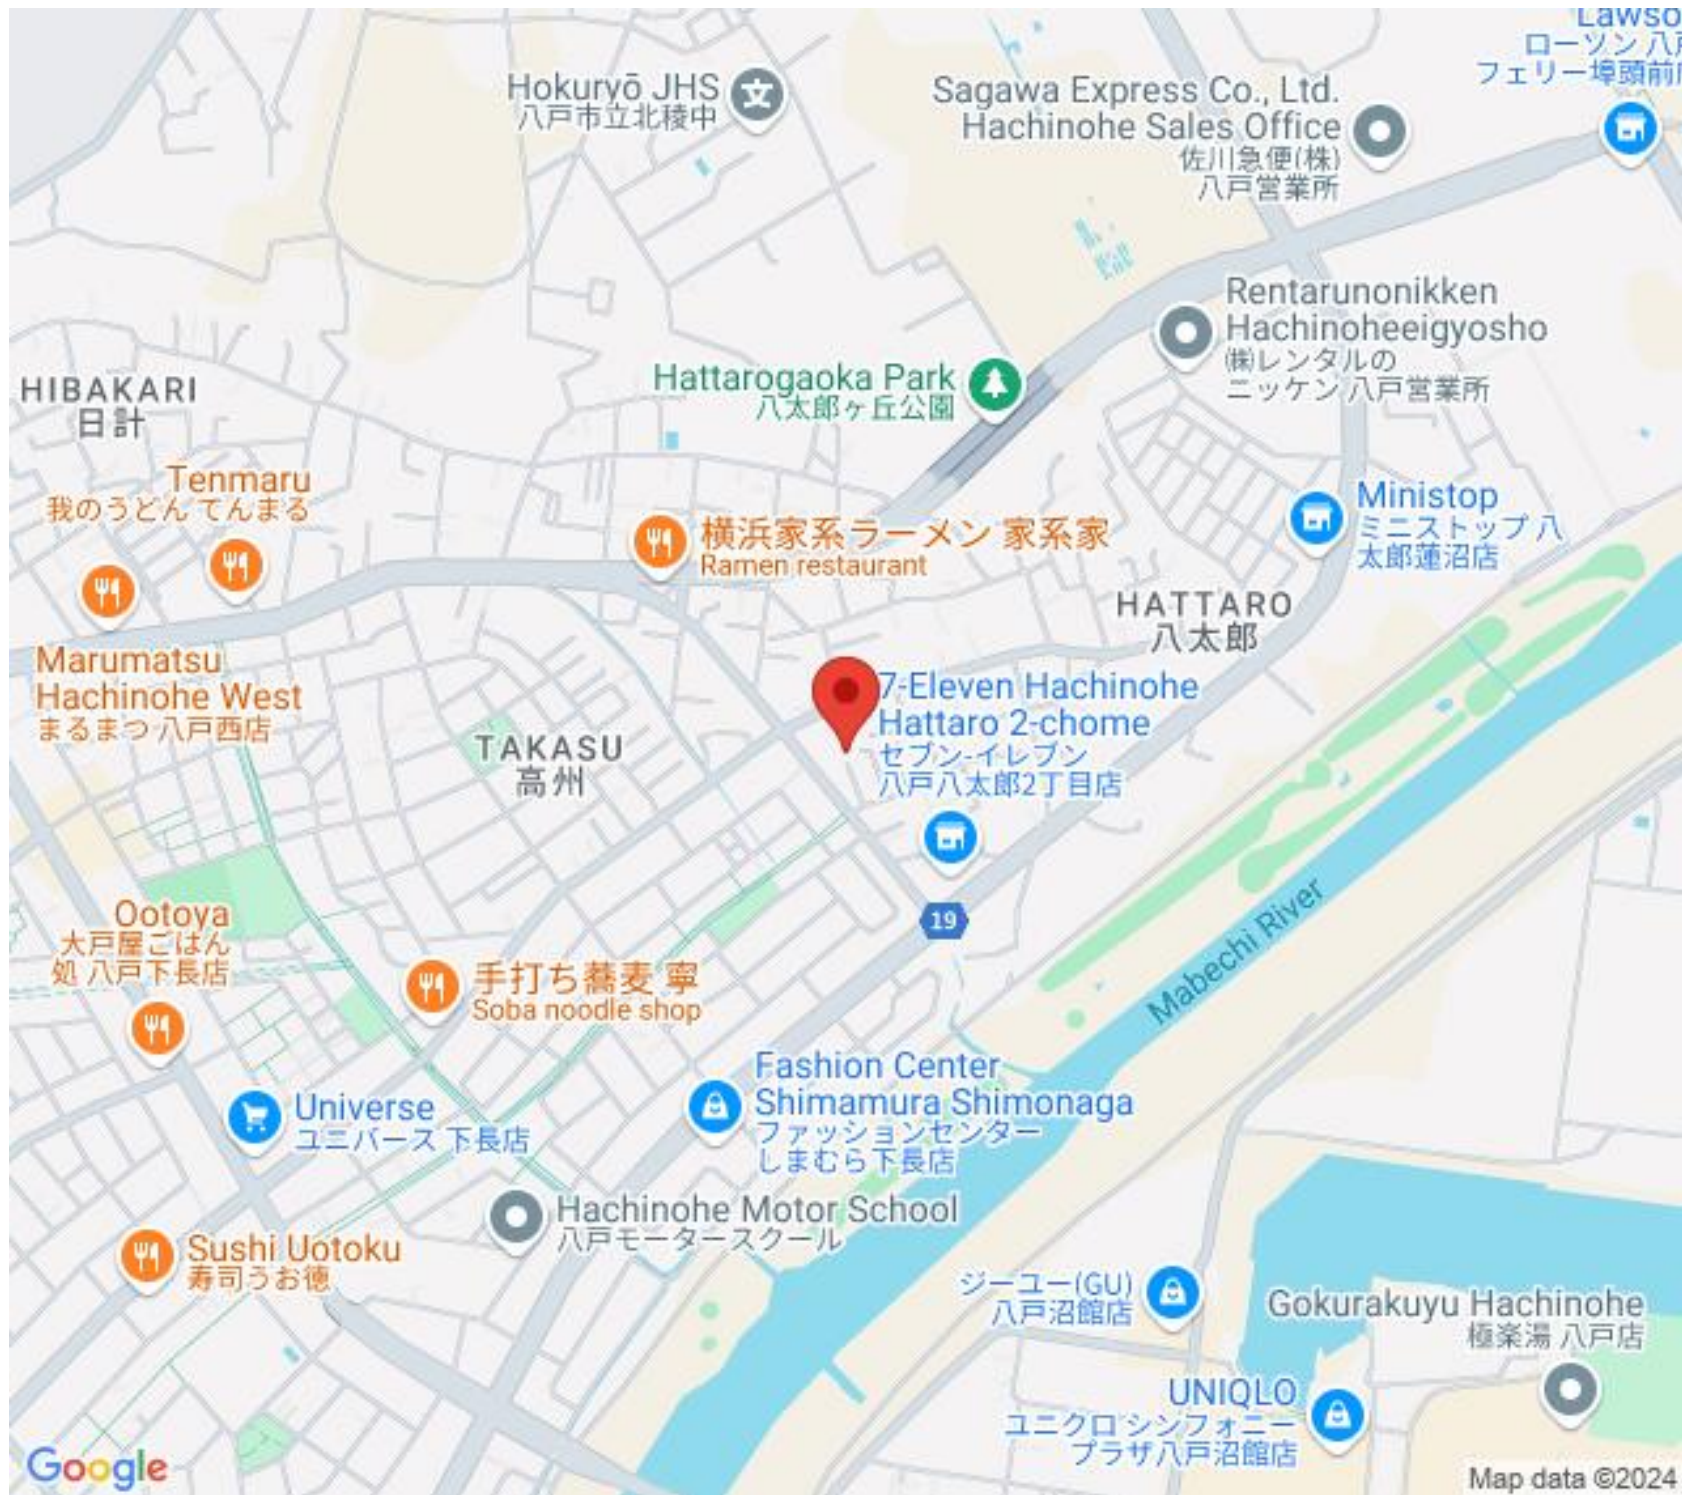 Lawso
ローソン 八戸
フェリー埠頭前店
Hokuryō JHS
八戸市立北稜中
Sagawa Express Co., Ltd.
Hachinohe Sales Office
佐川急便(株)
八戸営業所
Rentarunonikken
Hachinoheeigyosho
㈱レンタルの
ニッケン 八戸営業所
HIBAKARI
日計
Hattarogaoka Park
八太郎ヶ丘公園
Tenmaru
我のうどん てんまる
横浜家系ラーメン 家系家
Ramen restaurant
Ministop
ミニストップ 八
太郎蓮沼店
HATTARO
八太郎
Marumatsu
Hachinohe West
まるまつ 八戸西店
7-Eleven Hachinohe
Hattaro 2-chome
セブン-イレブン
八戸八太郎2丁目店
TAKASU
高州
Ootoya
大戸屋ごはん
処 八戸下長店
19
手打ち蕎麦 寧
Soba noodle shop
Mabechi River
Fashion Center
Shimamura Shimonaga
ファッションセンター
しまむら下長店
Universe
ユニバース 下長店
Hachinohe Motor School
八戸モータースクール
Sushi Uotoku
寿司うお徳
ジーユー(GU)
八戸沼館店
Gokurakuyu Hachinohe
極楽湯 八戸店
UNIQLO
ユニクロ シンフォニー
プラザ八戸沼館店
Google
Map data ©2024